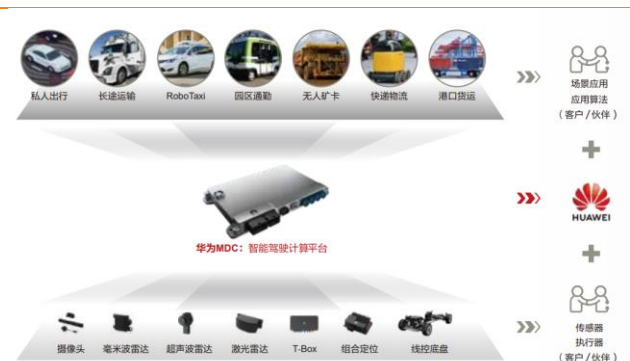 私人出行 长途运输 RoboTaxi 园区通勤 无人矿卡 快递物流 港口货运
场景应用
应用算法
（客户/伙伴）
HUAWEI
华为MDC：智能驾驶计算平台
摄像头 毫米波雷达 超声波雷达 激光雷达 T-Box 组合定位 线控底盘
传感器
执行器
（客户/伙伴）